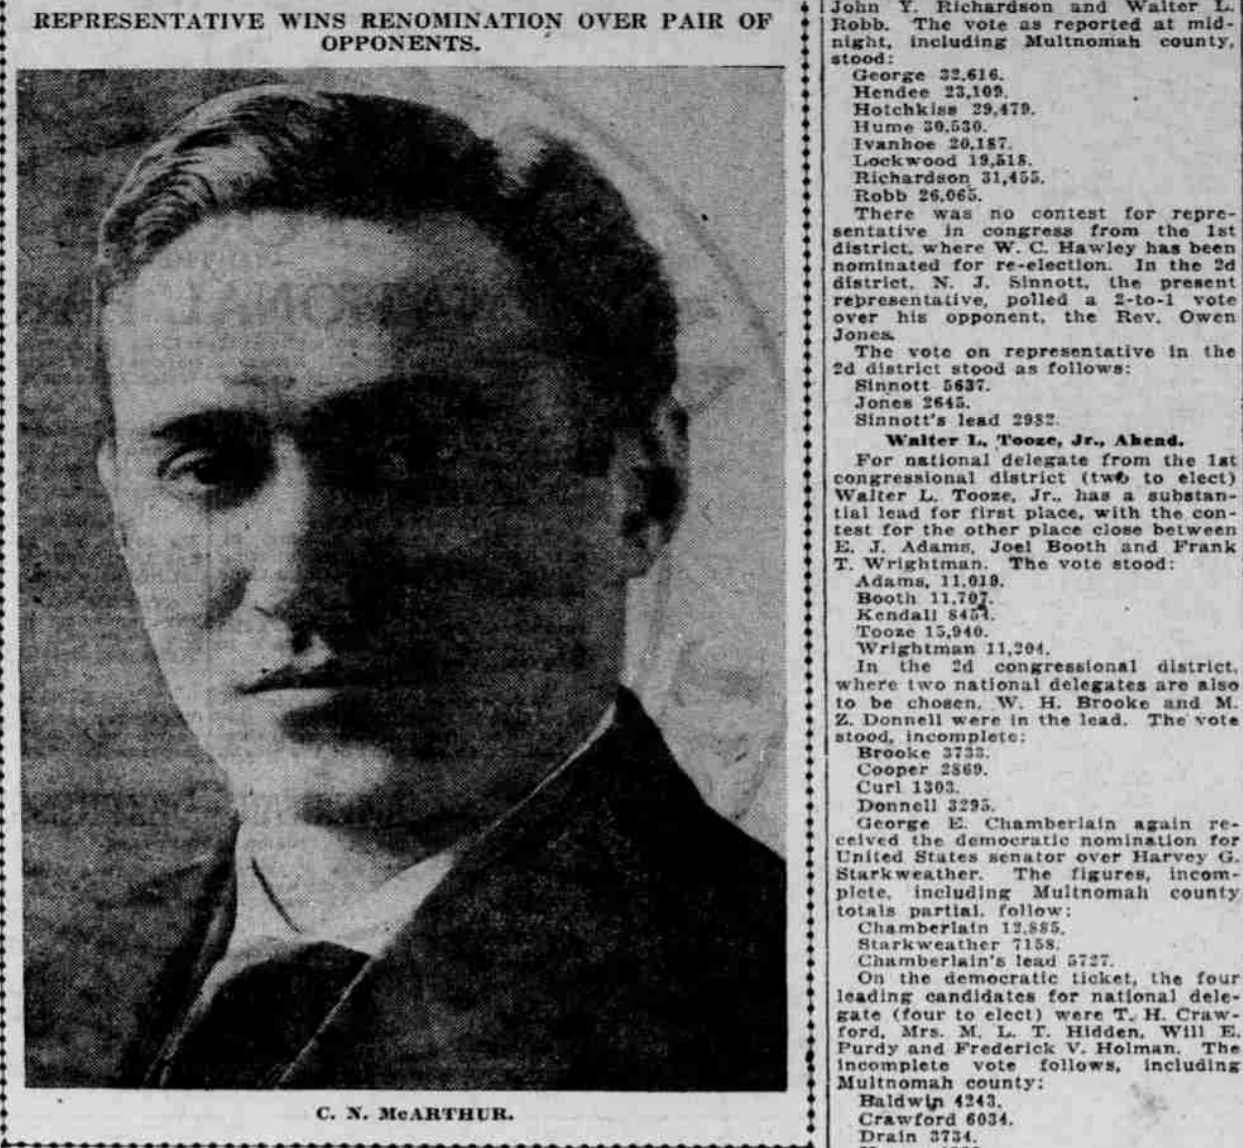 REPRESENTATIVE WINS RENOMINATION OVER PAIR OF
OPPONENTS.
C. N. McARTHUR.
John Y. Richardson and Walter L.
Robb. The vote as reported at mid-
night, including Multnomah county,
stood:
George 32,616.
Hendee 23,109.
Hotchkiss 29,479.
Hume 30,530.
Ivanhoe 20,187.
Lockwood 19,518.
Richardson 31,455.
Robb 26,065.
There was no contest for repre-
sentative in congress from the 1st
district, where W. C. Hawley has been
nominated for re-election. In the 2d
district, N. J. Sinnott, the present
representative, polled a 2-to-1 vote
over his opponent, the Rev. Owen
Jones.
The vote on representative in the
2d district stood as follows:
Sinnott 5637.
Jones 2645.
Sinnott's lead 2982.
Walter L. Tooze, Jr., Ahead.
For national delegate from the 1st
congressional district (two to elect)
Walter L. Tooze, Jr., has a substan-
tial lead for first place, with the con-
test for the other place close between
E. J. Adams, Joel Booth and Frank
T. Wrightman. The vote stood:
Adams, 11,019.
Booth 11,707.
Kendall 8454.
Tooze 15,940.
Wrightman 11,204.
In the 2d congressional district,
where two national delegates are also
to be chosen, W. H. Brooke and M.
Z. Donnell were in the lead. The vote
stood, incomplete:
Brooke 3733.
Cooper 2869.
Curl 1303.
Donnell 3295.
George E. Chamberlain again re-
ceived the democratic nomination for
United States senator over Harvey G.
Starkweather. The figures, incom-
plete, including Multnomah county
totals partial, follow:
Chamberlain 12,885.
Starkweather 7158.
Chamberlain's lead 5727.
On the democratic ticket, the four
leading candidates for national dele-
gate (four to elect) were T. H. Craw-
ford, Mrs. M. L. T. Hidden, Will E.
Purdy and Frederick V. Holman. The
incomplete vote follows, including
Multnomah county:
Baldwin 4243.
Crawford 6034.
Drain 3734.